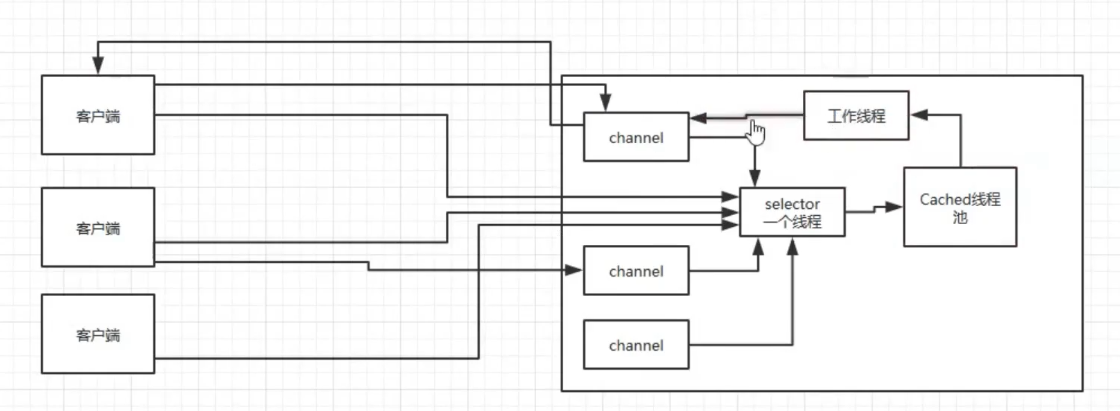 客户端
channel
工作线程
客户端
selector
一个线程
Cached线程
池
channel
客户端
channel